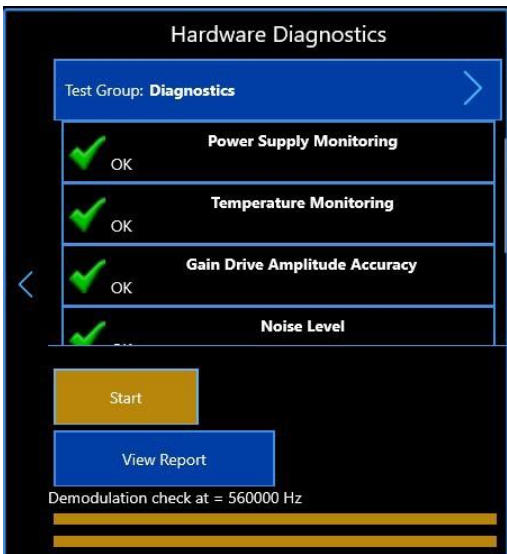 Hardware Diagnostics
Test Group: Diagnostics
Power Supply Monitoring
OK
Temperature Monitoring
OK
Gain Drive Amplitude Accuracy
OK
Noise Level
Start
View Report
Demodulation check at = 560000 Hz